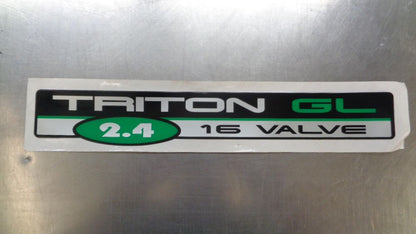 TRITON GL
2.4 16 VALVE